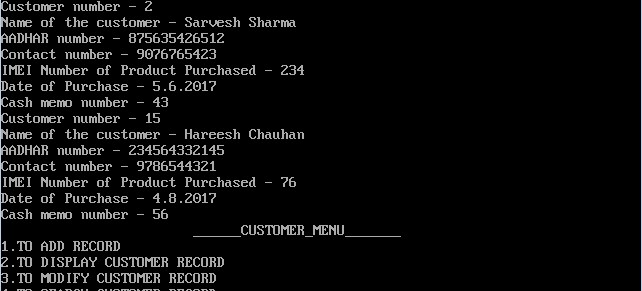 Customer number - 2
Name of the customer - Sarvesh Sharma
AADHAR number - 875635426512
Contact number - 9076765423
IMEI Number of Product Purchased - 234
Date of Purchase - 5.6.2017
Cash memo number - 43
Customer number - 15
Name of the customer - Hareesh Chauhan
AADHAR number - 234564332145
Contact number - 9786544321
IMEI Number of Product Purchased - 76
Date of Purchase - 4.8.2017
Cash memo number - 56
______CUSTOMER_MENU_______
1.TO ADD RECORD
2.TO DISPLAY CUSTOMER RECORD
3.TO MODIFY CUSTOMER RECORD